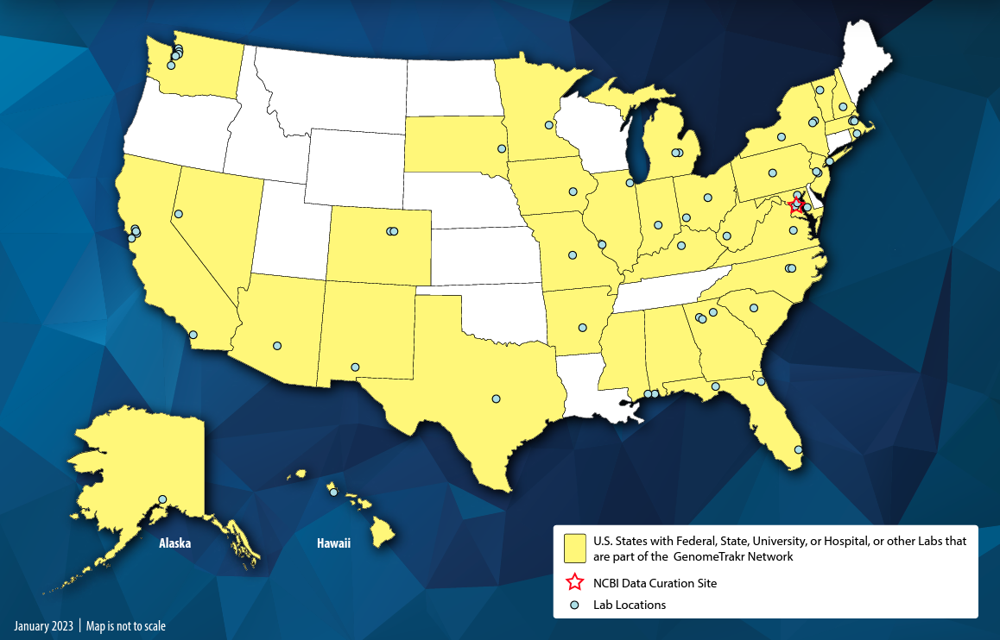 Alaska
Hawaii
U.S. States with Federal, State, University, or Hospital, or other Labs that
are part of the GenomeTrakr Network
NCBI Data Curation Site
Lab Locations
January 2023 | Map is not to scale